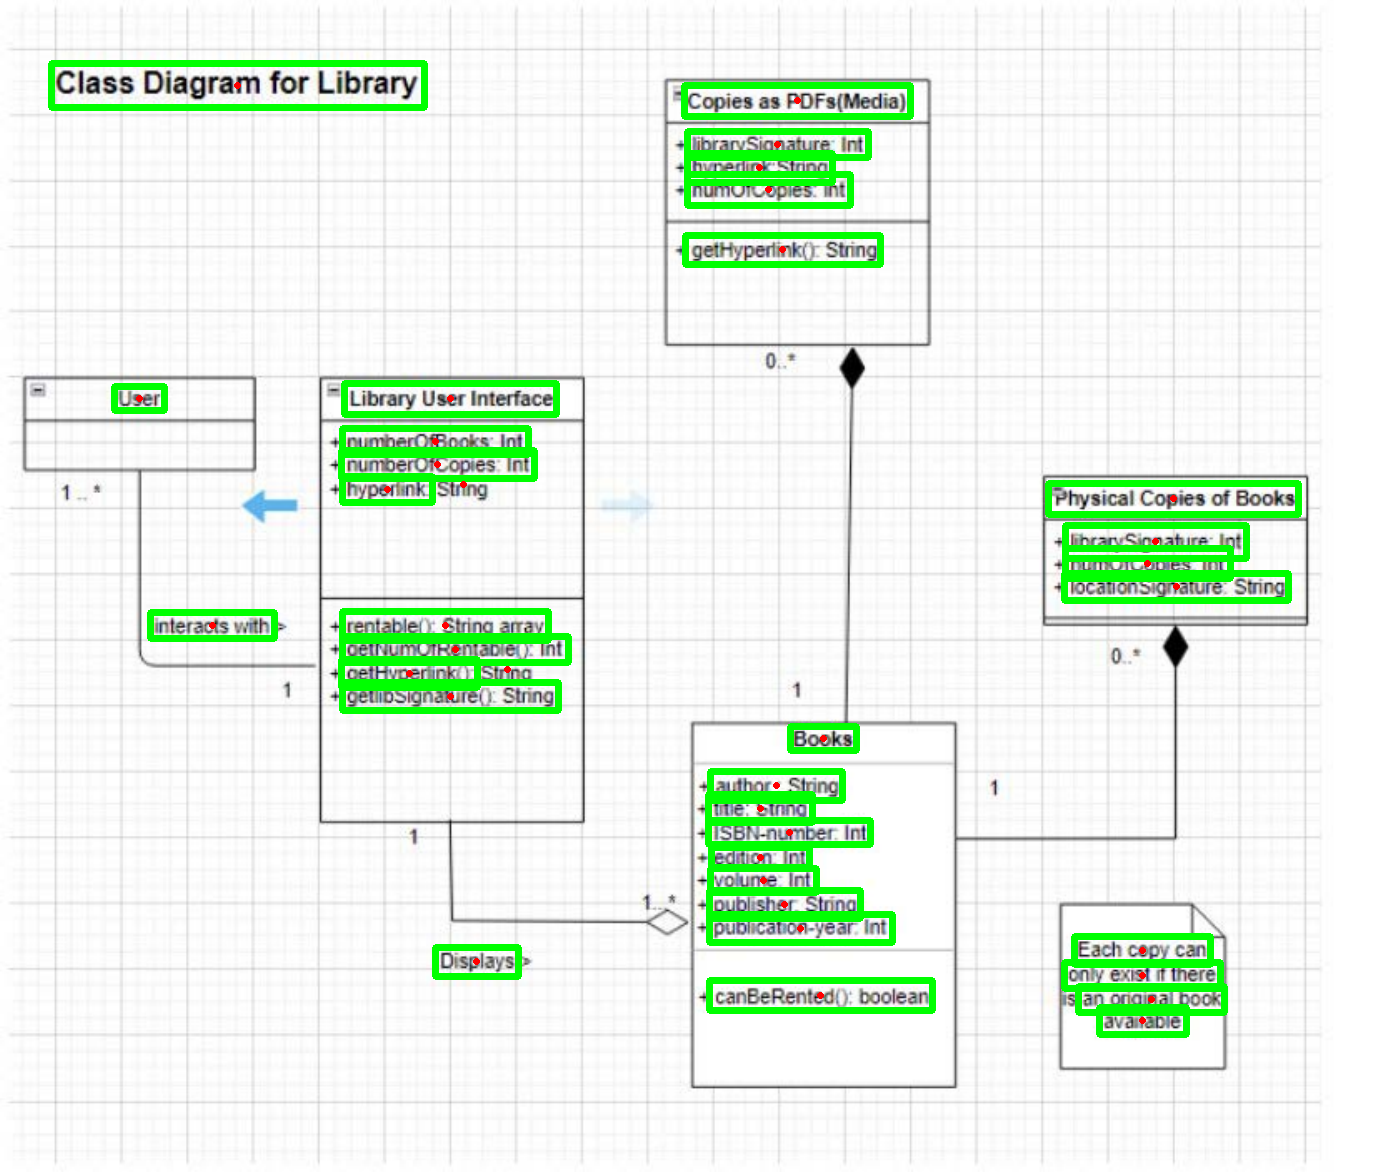 Class Diagram for Library
Copies as PDFs(Media)
+ librarySignature: Int
+ hyperlink:String
+ numOfCopies: Int
+ getHyperlink(): String
0..*
User
1 .. *
Library User Interface
+ numberOfBooks: Int
+ numberOfCopies: Int
+ hyperlink: String
+ rentable(): String array
+ getNumOfRentable(): Int
+ getHyperlink(): String
+ getlibSignature(): String
interacts with >
1
1
Physical Copies of Books
+ librarySignature: Int
+ numOfCopies: Int
+ locationSignature: String
0..*
1
Books
+ author: String
+ title: String
+ ISBN-number: Int
+ edition: Int
+ volume: Int
+ publisher: String
+ publication-year: Int
+ canBeRented(): boolean
1
1...*
Displays >
Each copy can
only exist if there
is an original book
available